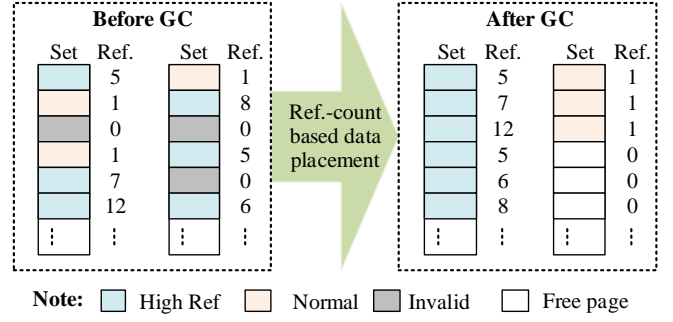 Before GC
Set Ref. Set Ref.
5 1
1 8
0 0
1 5
7 0
12 6
⋮ ⋮ ⋮ ⋮
Ref.-count
based data
placement
After GC
Set Ref. Set Ref.
5 1
7 1
12 1
5 0
6 0
8 0
⋮ ⋮ ⋮ ⋮
Note: High Ref Normal Invalid Free page